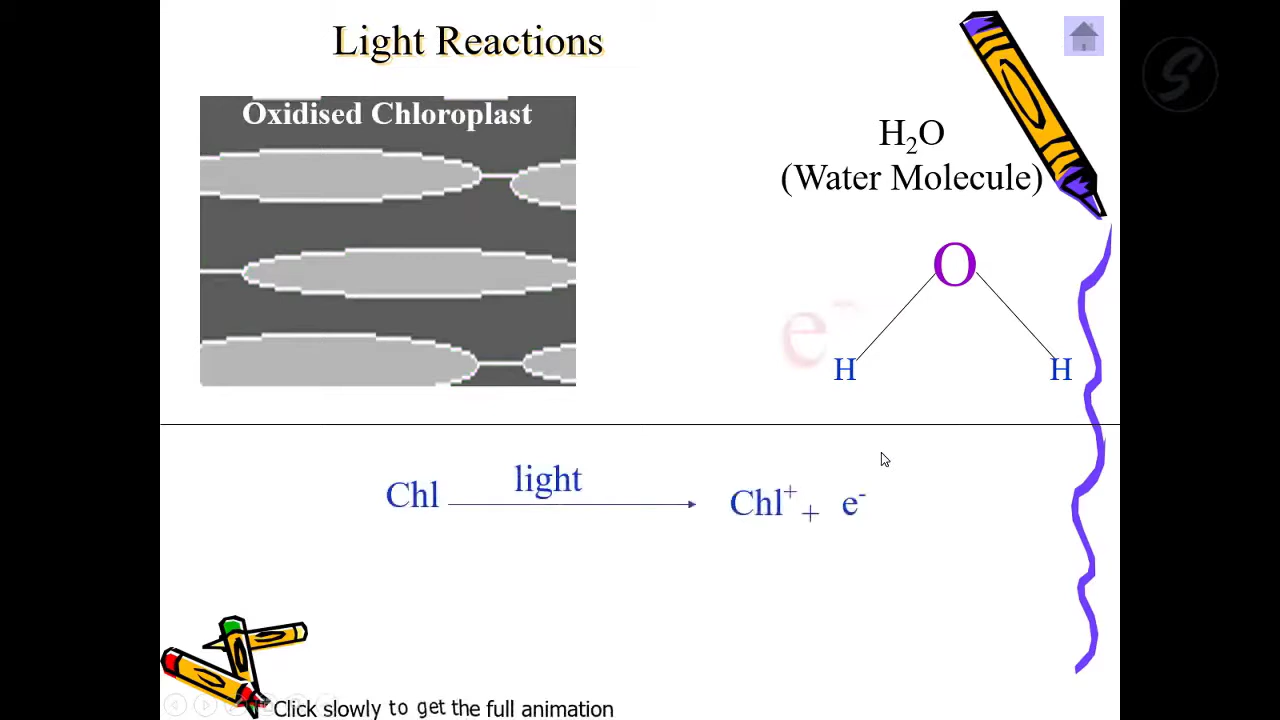 Light Reactions
Oxidised Chloroplast
H₂O
(Water Molecule)
O
e⁻
H H
light
Chl Chl⁺ + e⁻
Click slowly to get the full animation
S